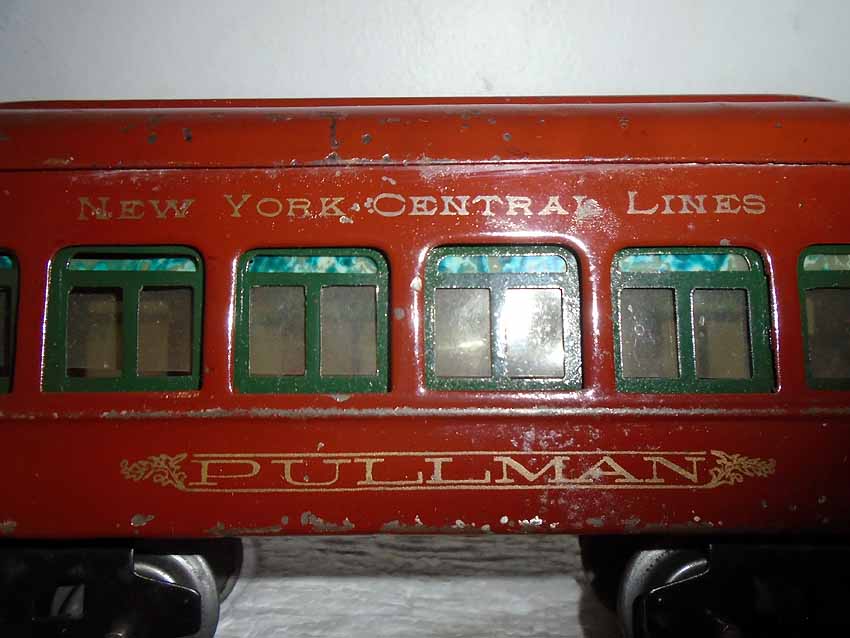 NEW YORK CENTRAL LINES
PULLMAN